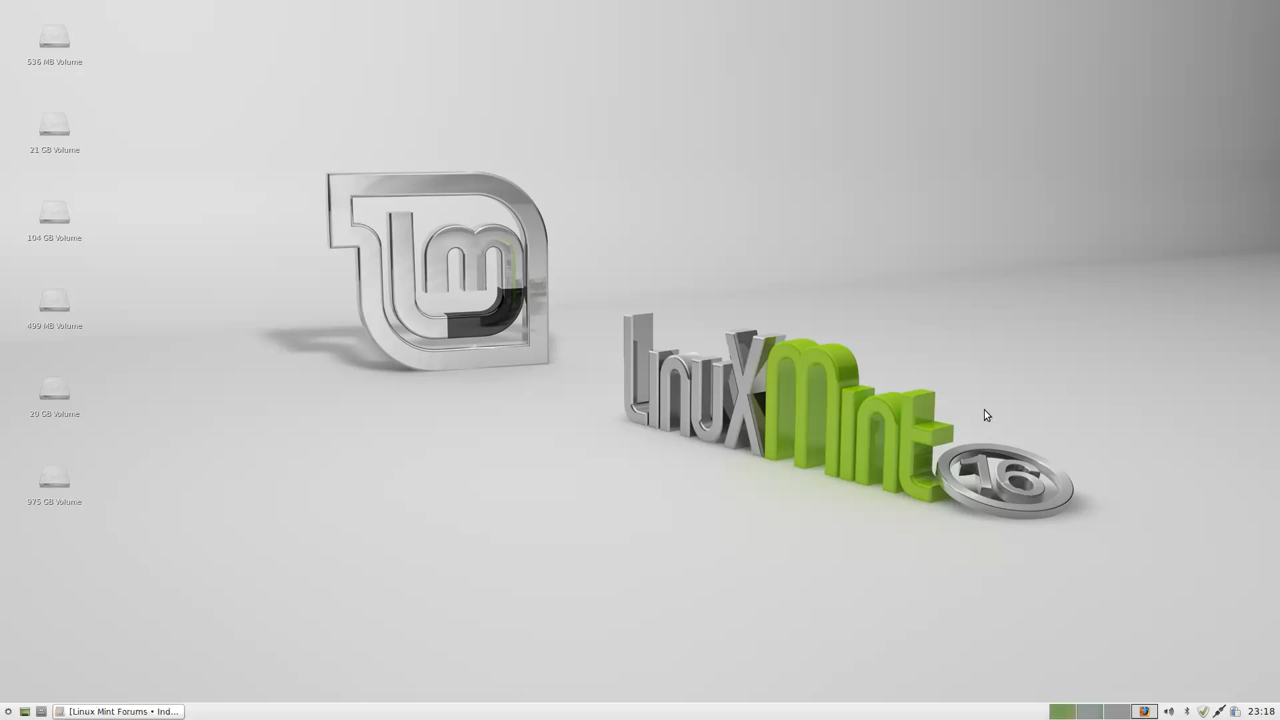 536 MB Volume
21 GB Volume
104 GB Volume
499 MB Volume
20 GB Volume
975 GB Volume
lm
LinuxMint
16
[Linux Mint Forums • Ind...
23:18